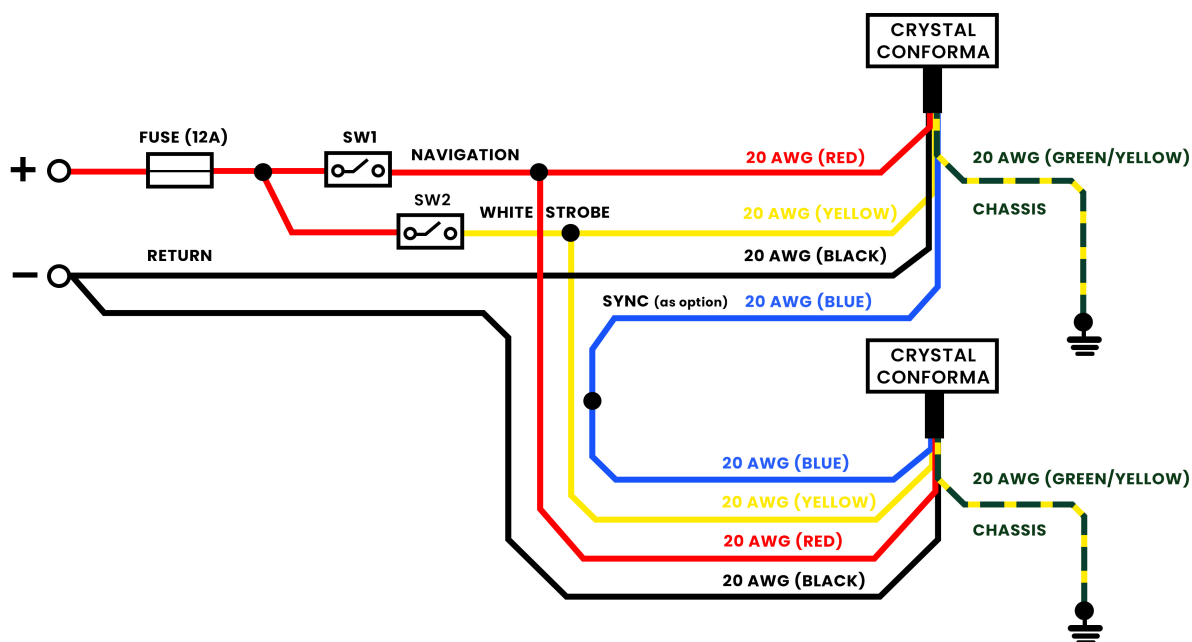 CRYSTAL
CONFORMA
FUSE (12A)
SW1
NAVIGATION
20 AWG (RED)
20 AWG (GREEN/YELLOW)
+
SW2
WHITE STROBE
20 AWG (YELLOW)
CHASSIS
RETURN
20 AWG (BLACK)
−
SYNC (as option) 20 AWG (BLUE)
CRYSTAL
CONFORMA
20 AWG (BLUE)
20 AWG (GREEN/YELLOW)
20 AWG (YELLOW)
CHASSIS
20 AWG (RED)
20 AWG (BLACK)